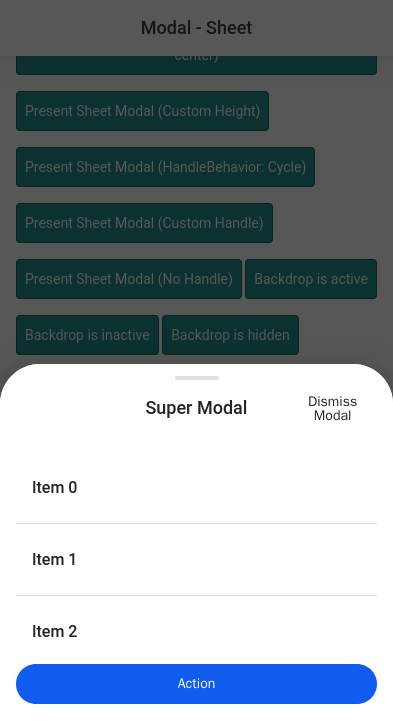 Modal - Sheet
center)
Present Sheet Modal (Custom Height)
Present Sheet Modal (HandleBehavior: Cycle)
Present Sheet Modal (Custom Handle)
Present Sheet Modal (No Handle) Backdrop is active
Backdrop is inactive Backdrop is hidden
Super Modal
Dismiss
Modal
Item 0
Item 1
Item 2
Action